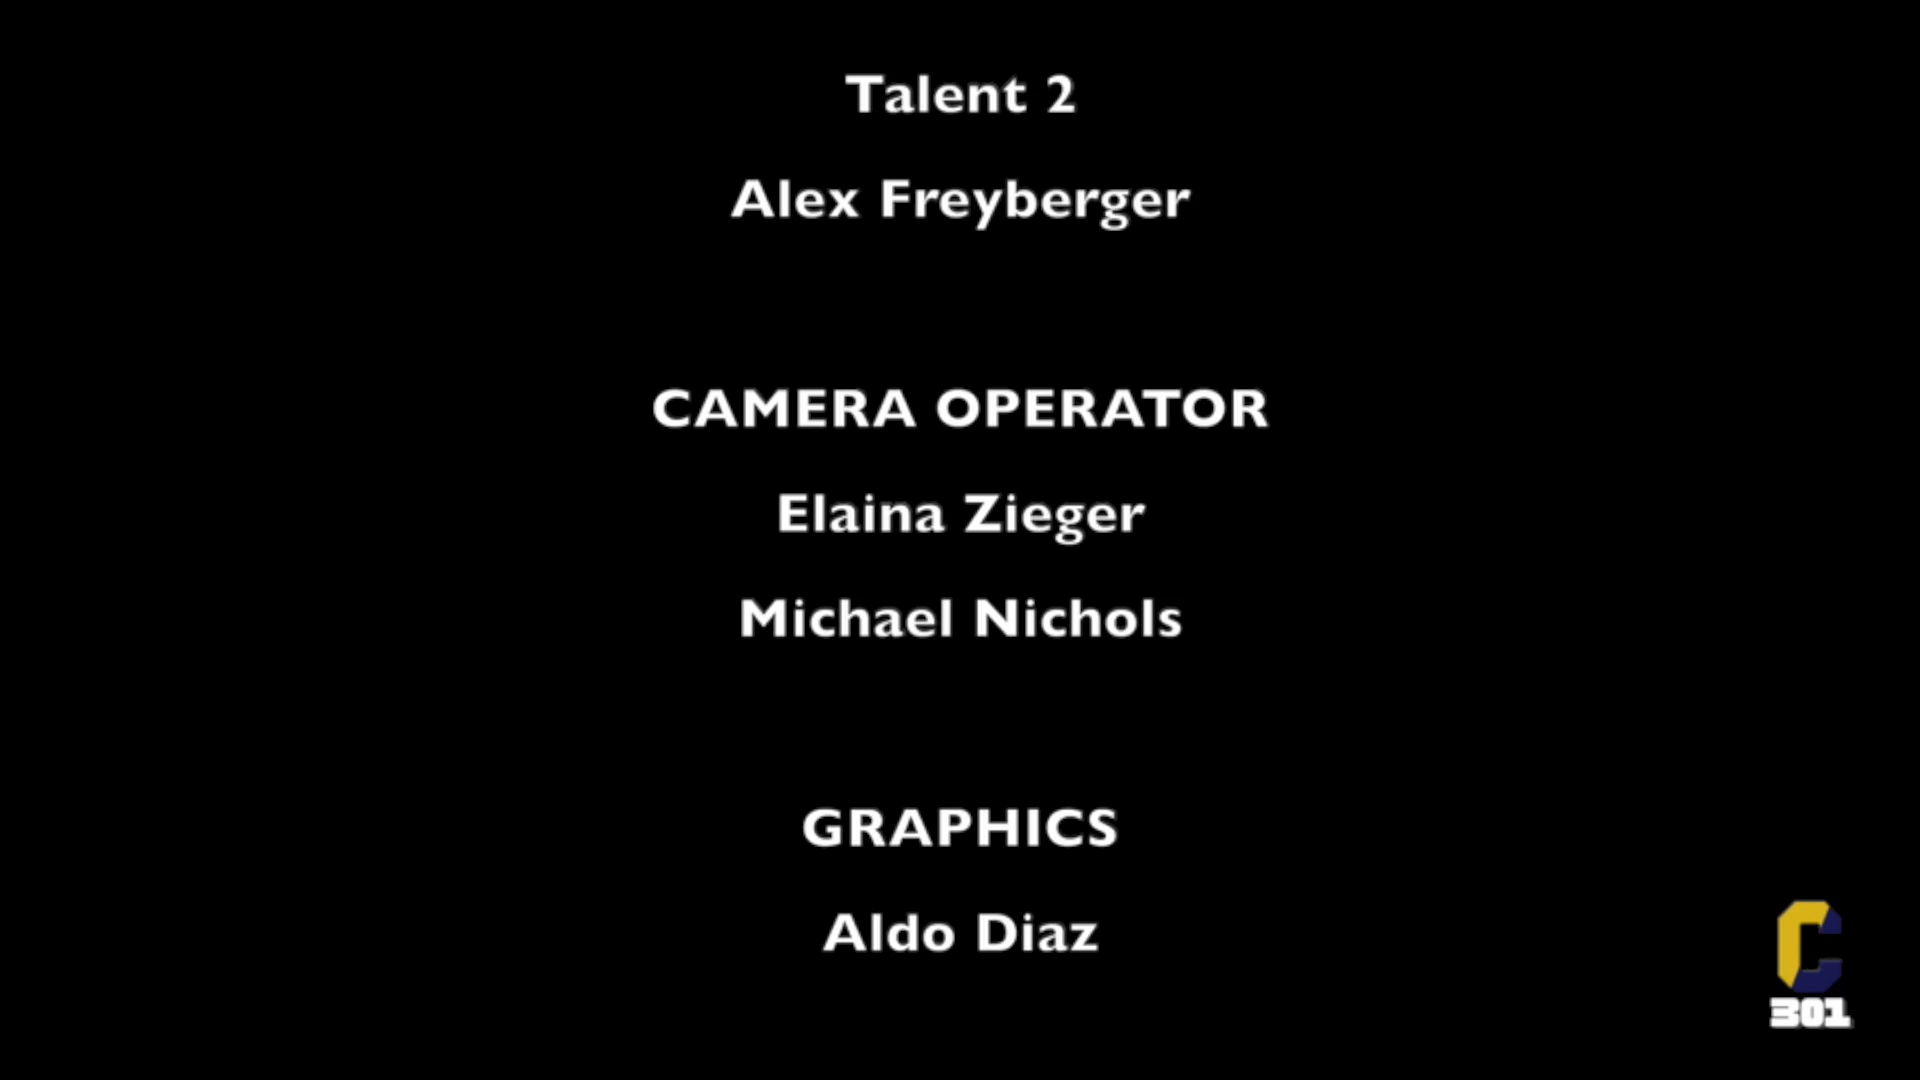 Talent 2
Alex Freyberger
CAMERA OPERATOR
Elaina Zieger
Michael Nichols
GRAPHICS
Aldo Diaz
C
301